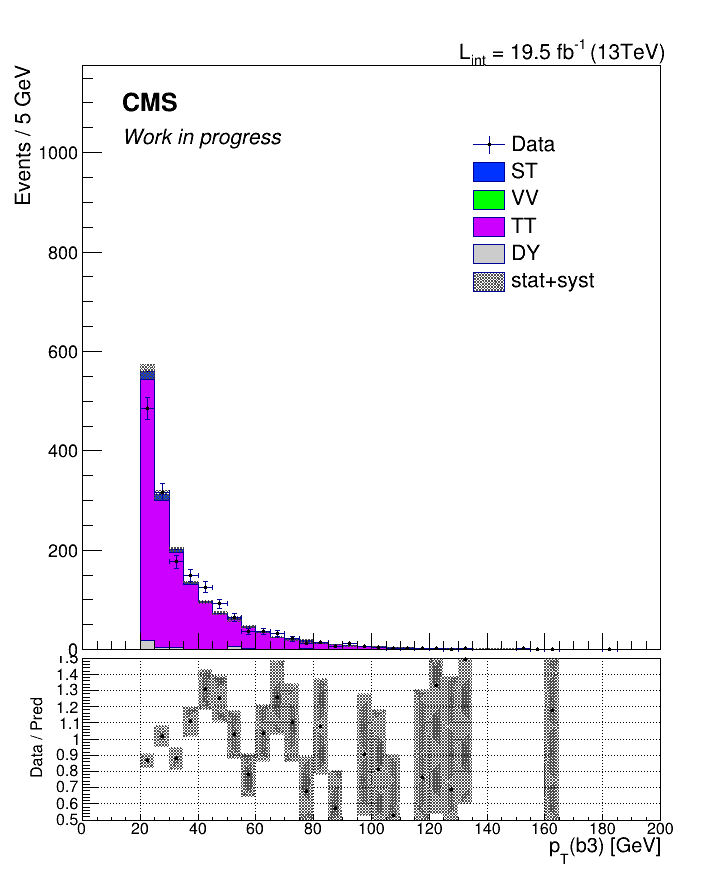 L_int = 19.5 fb^-1 (13TeV)
CMS
Work in progress
Events / 5 GeV
1000
800
600
400
200
0
Data
ST
VV
TT
DY
stat+syst
Data / Pred
1.5
1.4
1.3
1.2
1.1
1
0.9
0.8
0.7
0.6
0.5
0 20 40 60 80 100 120 140 160 180 200
p_T(b3) [GeV]